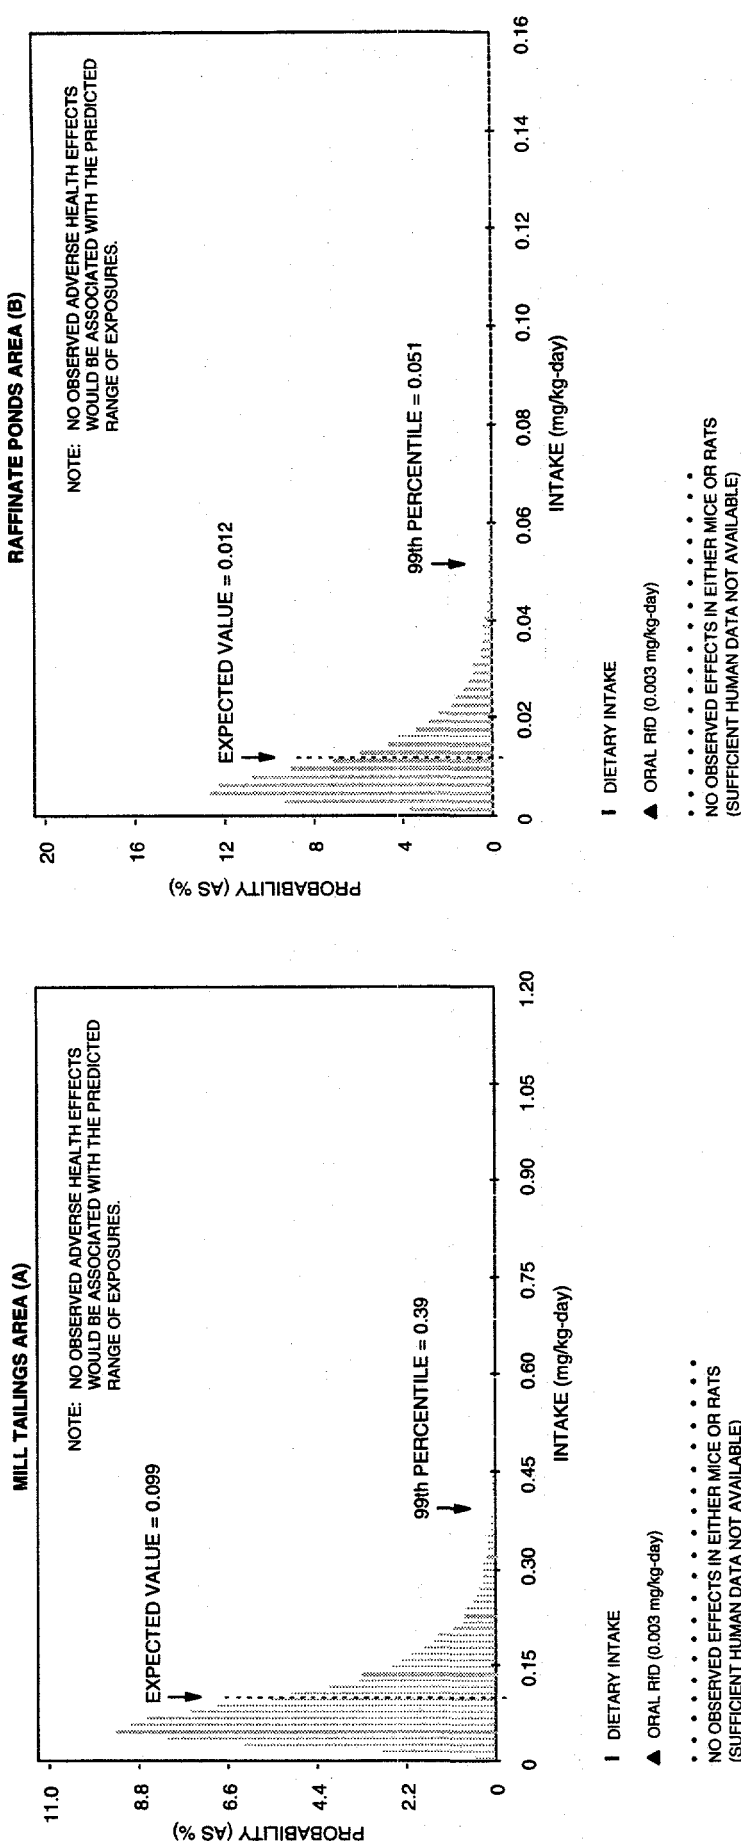 MILL TAILINGS AREA (A)
NOTE: NO OBSERVED ADVERSE HEALTH EFFECTS
WOULD BE ASSOCIATED WITH THE PREDICTED
RANGE OF EXPOSURES.
EXPECTED VALUE = 0.099
99th PERCENTILE = 0.39
PROBABILITY (AS %)
11.0
8.8
6.6
4.4
2.2
0
0 0.15 0.30 0.45 0.60 0.75 0.90 1.05 1.20
INTAKE (mg/kg-day)
DIETARY INTAKE
▲ ORAL RfD (0.003 mg/kg-day)
NO OBSERVED EFFECTS IN EITHER MICE OR RATS
(SUFFICIENT HUMAN DATA NOT AVAILABLE)
RAFFINATE PONDS AREA (B)
NOTE: NO OBSERVED ADVERSE HEALTH EFFECTS
WOULD BE ASSOCIATED WITH THE PREDICTED
RANGE OF EXPOSURES.
EXPECTED VALUE = 0.012
99th PERCENTILE = 0.051
PROBABILITY (AS %)
20
16
12
8
4
0
0 0.02 0.04 0.06 0.08 0.10 0.12 0.14 0.16
INTAKE (mg/kg-day)
DIETARY INTAKE
▲ ORAL RfD (0.003 mg/kg-day)
NO OBSERVED EFFECTS IN EITHER MICE OR RATS
(SUFFICIENT HUMAN DATA NOT AVAILABLE)